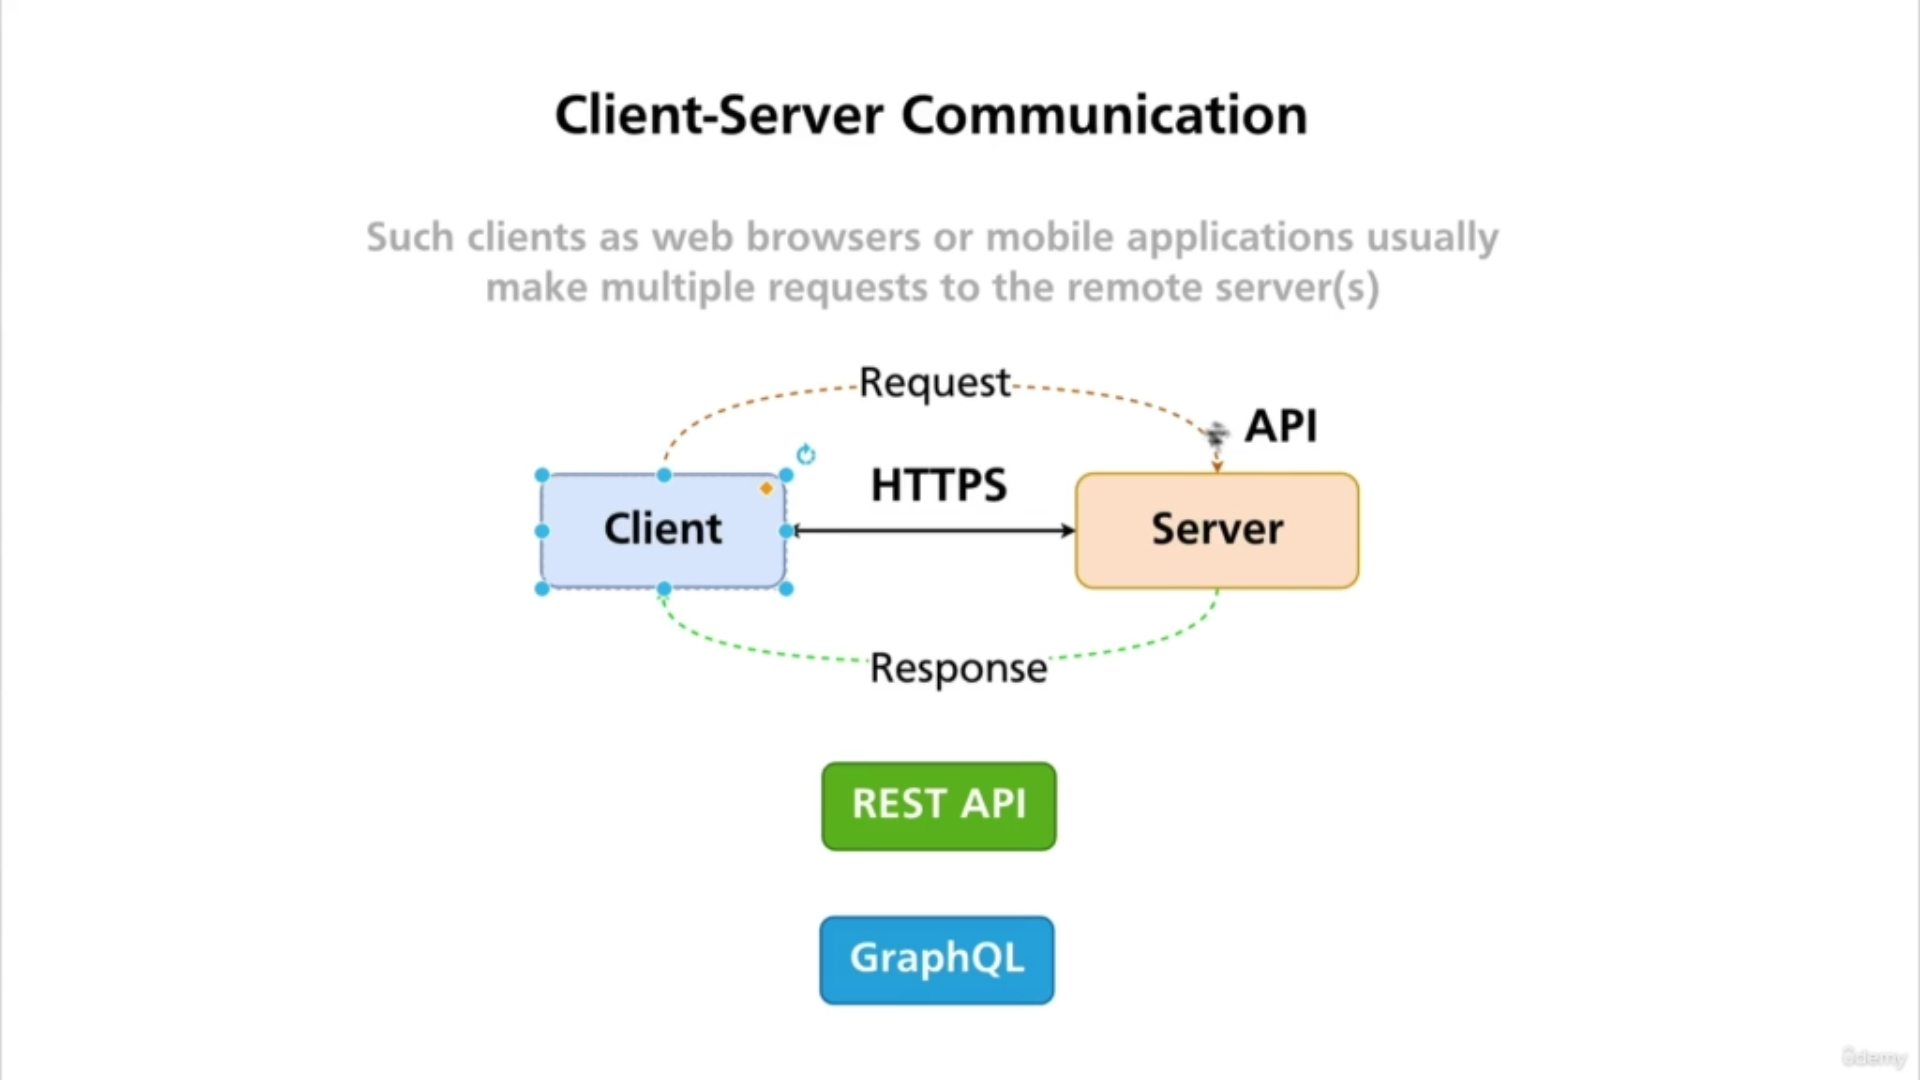 Client-Server Communication
Such clients as web browsers or mobile applications usually
make multiple requests to the remote server(s)
Request
API
HTTPS
Client
Server
Response
REST API
GraphQL
ûdemy